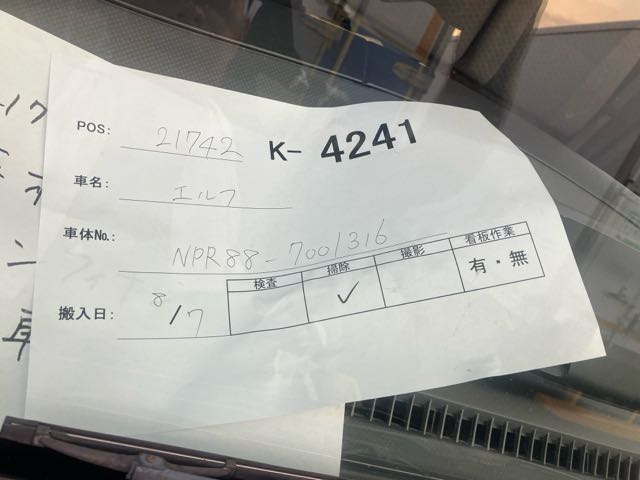 POS: 21742 K-4241
車名: エルフ
車体No.: NPR88-7001316
検査 掃除 撮影 看板作業
✓ 有・無
搬入日: 8/7